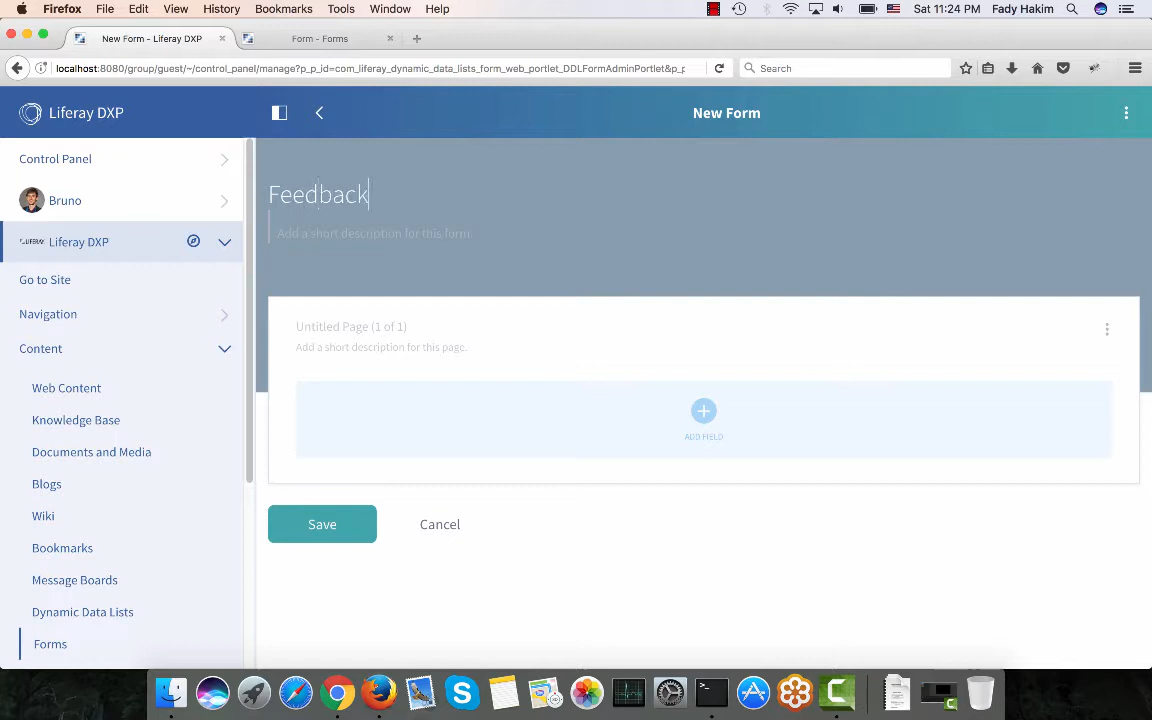 Firefox File Edit View History Bookmarks Tools Window Help Sat 11:24 PM Fady Hakim
New Form - Liferay DXP × Form - Forms × +
localhost:8080/group/guest/~/control_panel/manage?p_p_id=com_liferay_dynamic_data_lists_form_web_portlet_DDLFormAdminPortlet&p_p Search
Liferay DXP
New Form
Control Panel
Bruno
LIFERAY. Liferay DXP
Go to Site
Navigation
Content
Web Content
Knowledge Base
Documents and Media
Blogs
Wiki
Bookmarks
Message Boards
Dynamic Data Lists
Forms
Feedback
Add a short description for this form.
Untitled Page (1 of 1)
Add a short description for this page.
ADD FIELD
Save Cancel